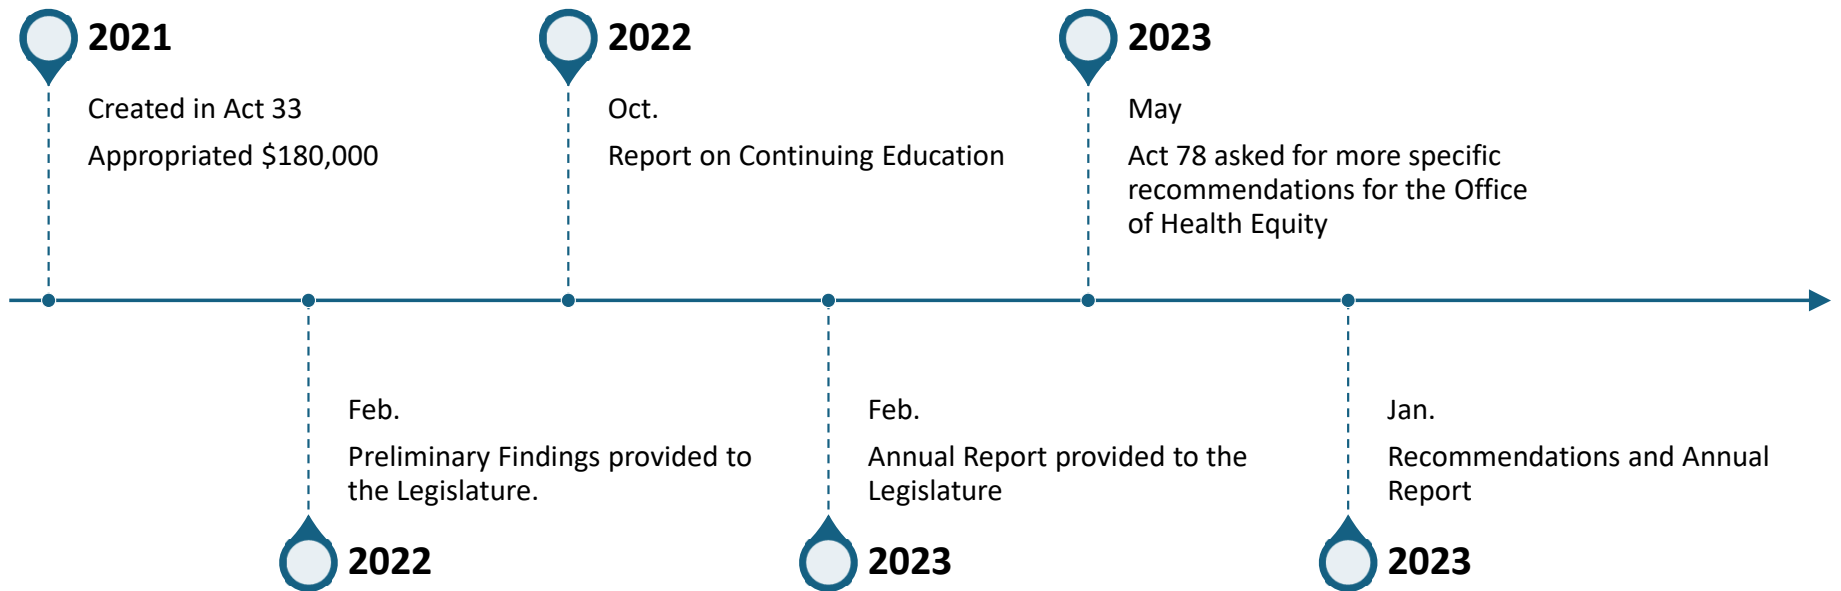 2021
Created in Act 33
Appropriated $180,000
2022
Oct.
Report on Continuing Education
2023
May
Act 78 asked for more specific
recommendations for the Office
of Health Equity
Feb.
Preliminary Findings provided to
the Legislature.
2022
Feb.
Annual Report provided to the
Legislature
2023
Jan.
Recommendations and Annual
Report
2023